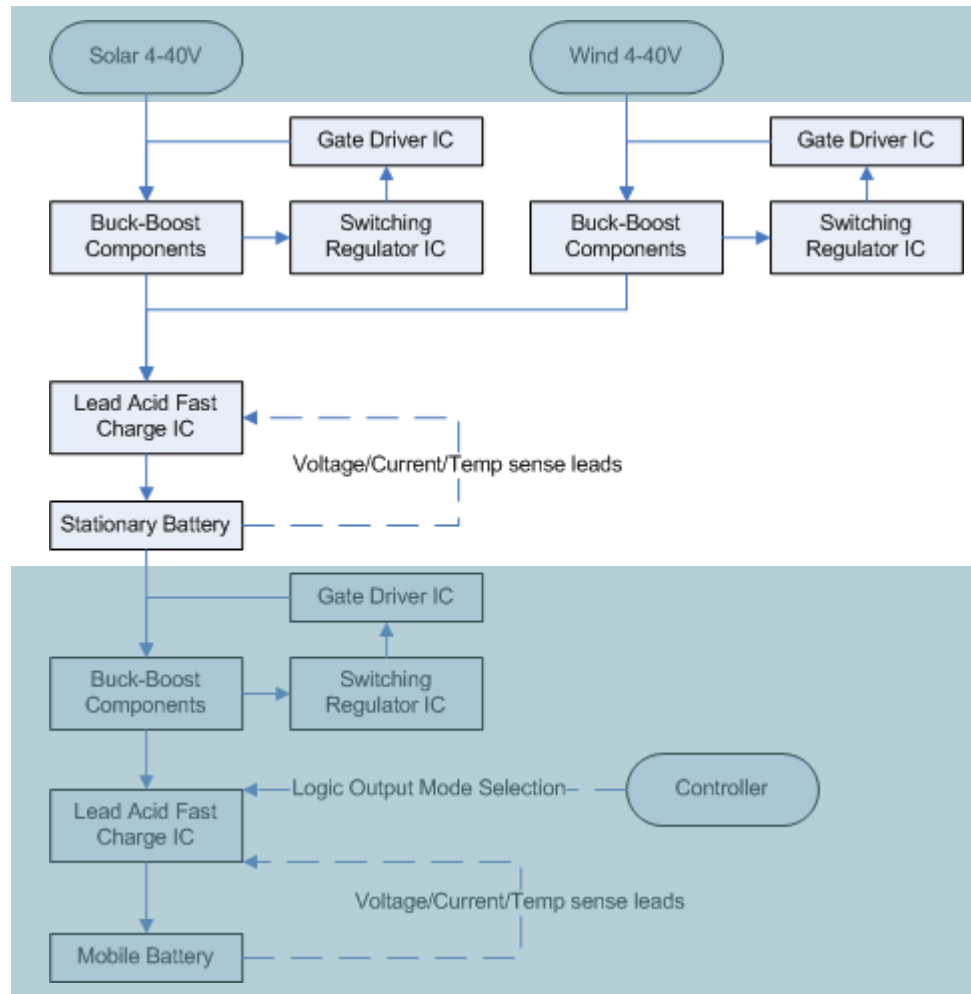 Solar 4-40V
Wind 4-40V
Gate Driver IC
Gate Driver IC
Buck-Boost
Components
Switching
Regulator IC
Buck-Boost
Components
Switching
Regulator IC
Lead Acid Fast
Charge IC
Voltage/Current/Temp sense leads
Stationary Battery
Gate Driver IC
Buck-Boost
Components
Switching
Regulator IC
Logic Output Mode Selection
Controller
Lead Acid Fast
Charge IC
Voltage/Current/Temp sense leads
Mobile Battery